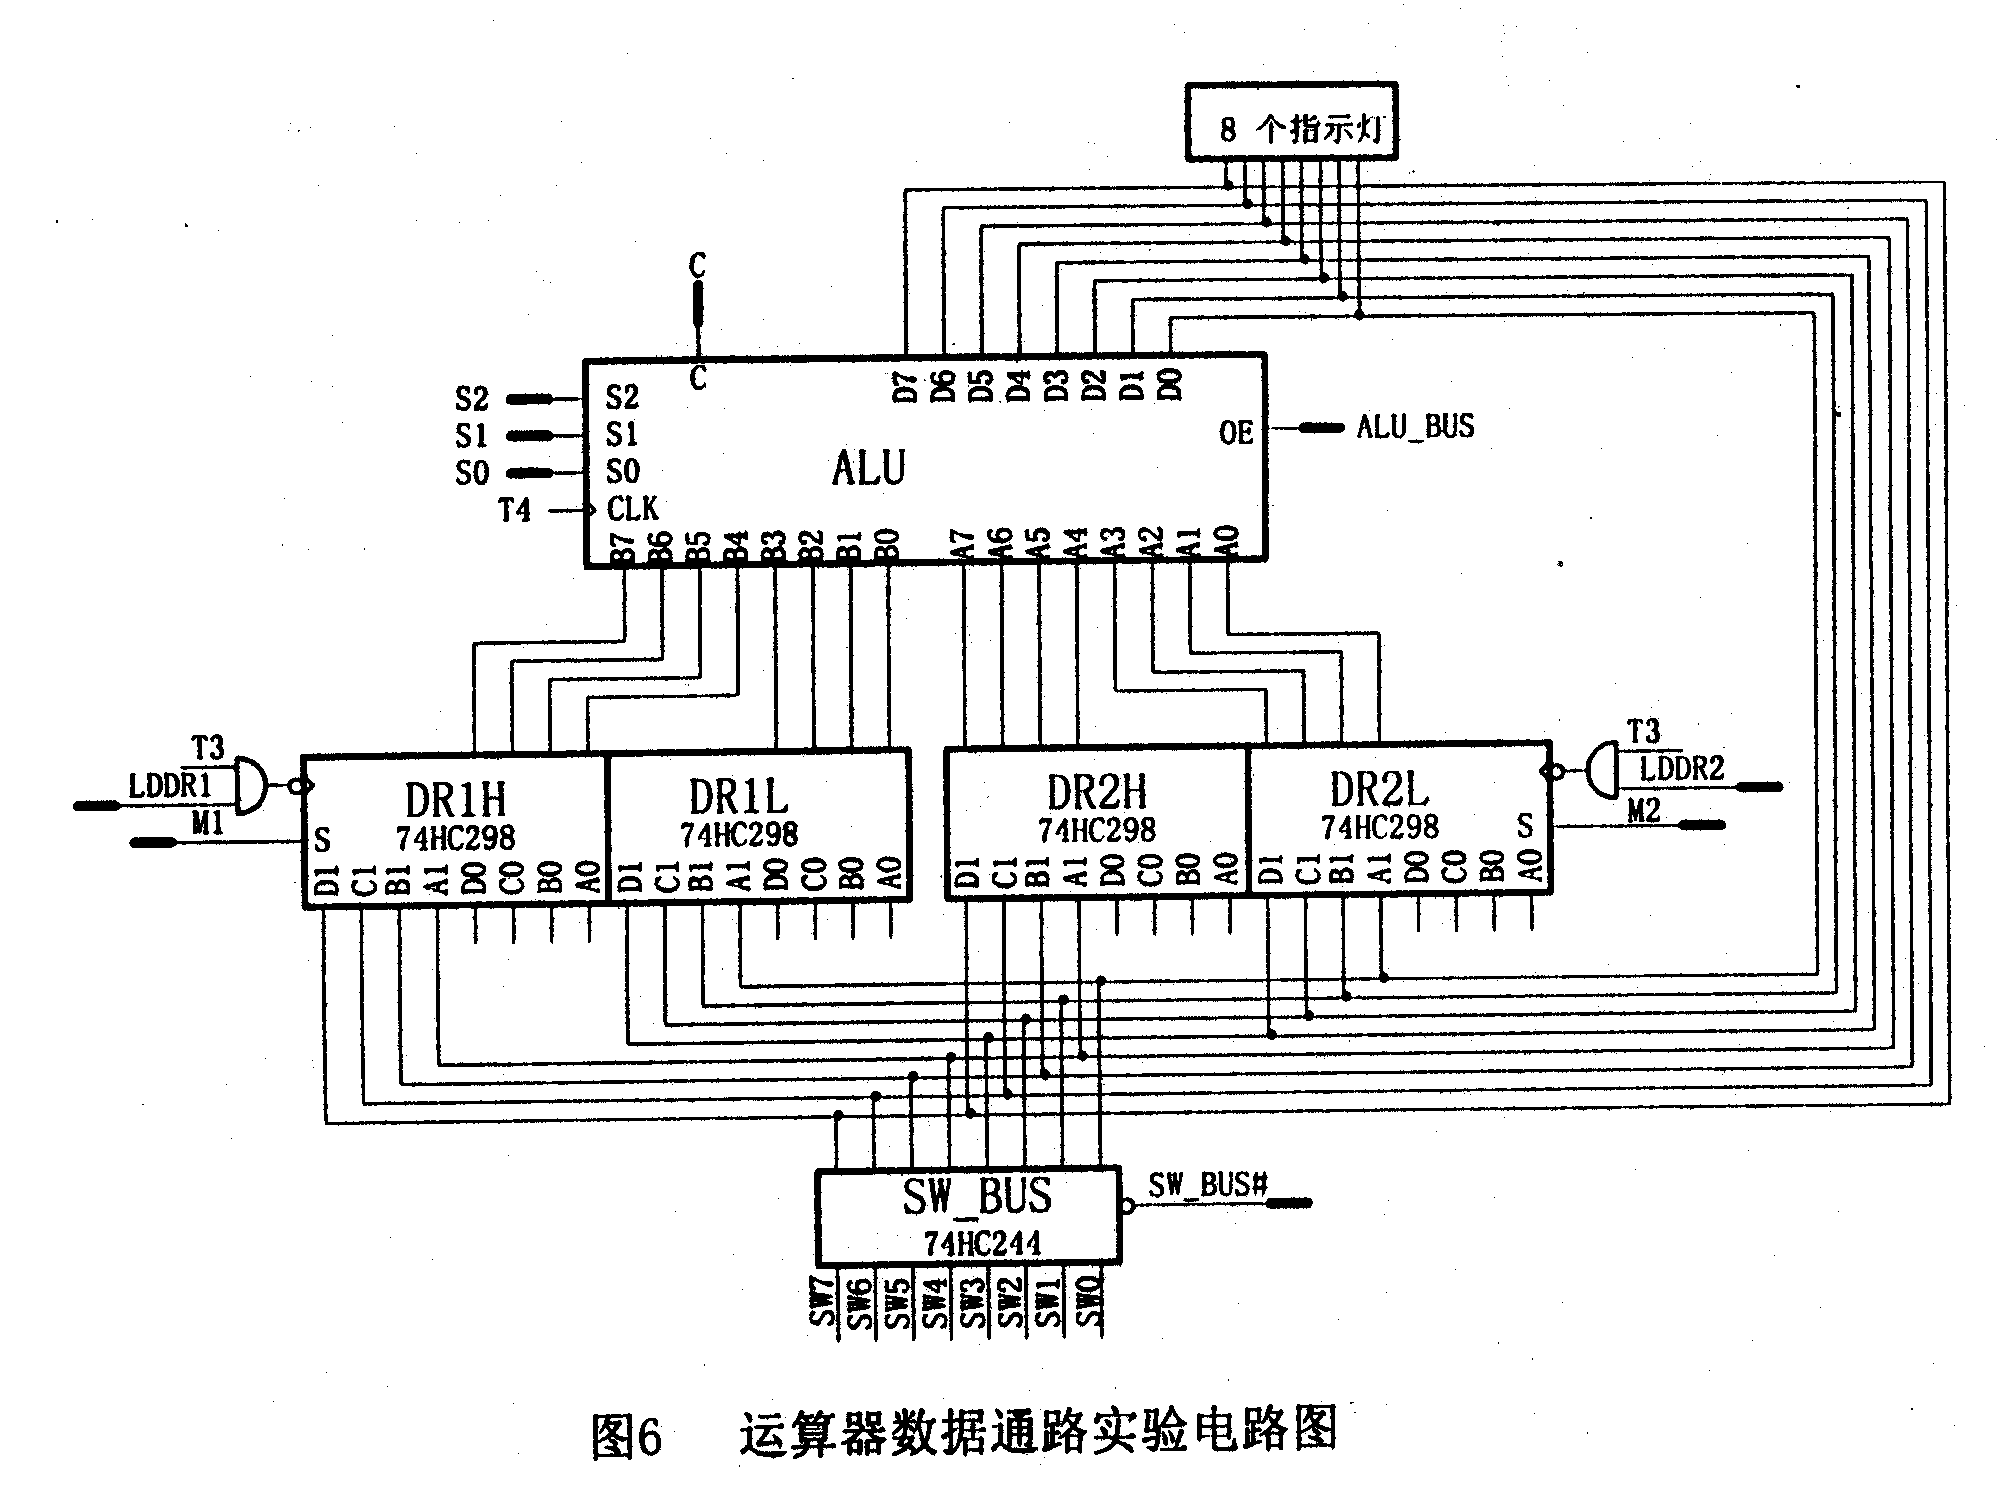 8 个指示灯
C
C
D7 D6 D5 D4 D3 D2 D1 D0
S2 S2
S1 S1
S0 S0
T4 CLK
ALU
OE ALU_BUS
B7 B6 B5 B4 B3 B2 B1 B0 A7 A6 A5 A4 A3 A2 A1 A0
T3
LDDR1
M1
S
DR1H
74HC298
DR1L
74HC298
DR2H
74HC298
DR2L
74HC298
S
T3
LDDR2
M2
D1 C1 B1 A1 D0 C0 B0 A0 D1 C1 B1 A1 D0 C0 B0 A0 D1 C1 B1 A1 D0 C0 B0 A0 D1 C1 B1 A1 D0 C0 B0 A0
SW_BUS
74HC244
SW_BUS#
SW7 SW6 SW5 SW4 SW3 SW2 SW1 SW0
图6 运算器数据通路实验电路图